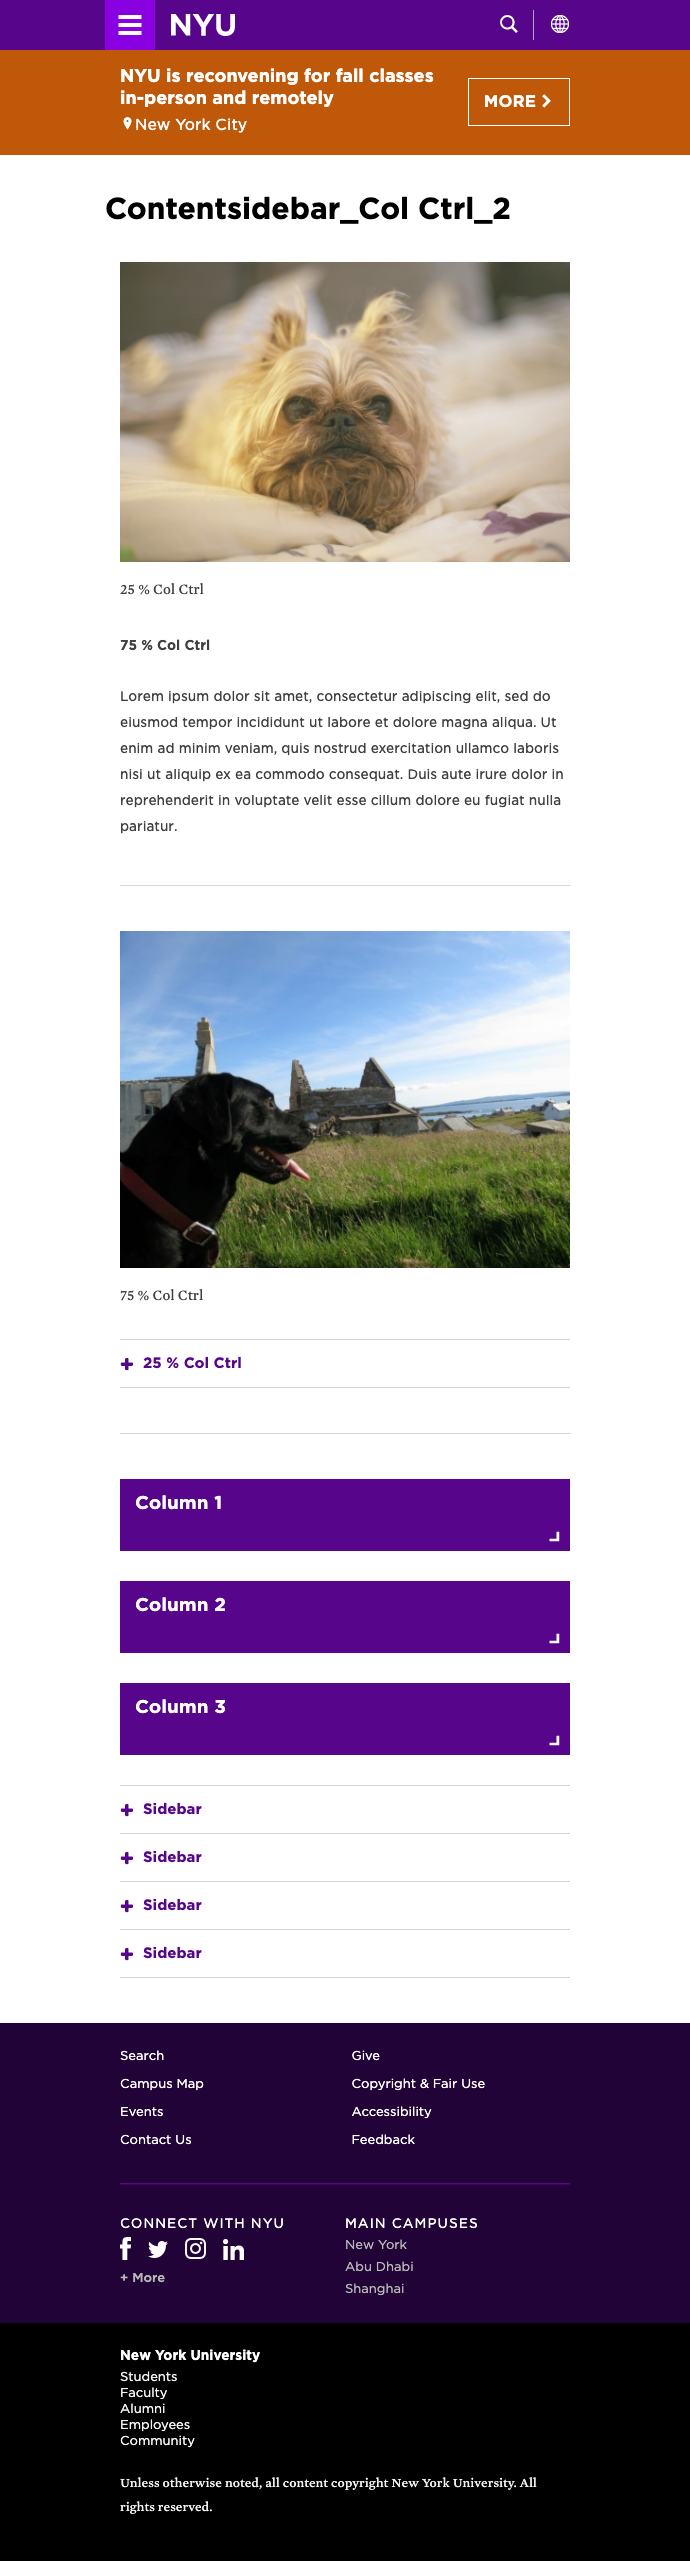 NYU
NYU is reconvening for fall classes
in-person and remotely
New York City
MORE
Contentsidebar_Col Ctrl_2
25 % Col Ctrl
75 % Col Ctrl
Lorem ipsum dolor sit amet, consectetur adipiscing elit, sed do
eiusmod tempor incididunt ut labore et dolore magna aliqua. Ut
enim ad minim veniam, quis nostrud exercitation ullamco laboris
nisi ut aliquip ex ea commodo consequat. Duis aute irure dolor in
reprehenderit in voluptate velit esse cillum dolore eu fugiat nulla
pariatur.
75 % Col Ctrl
+ 25 % Col Ctrl
Column 1
Column 2
Column 3
+ Sidebar
+ Sidebar
+ Sidebar
+ Sidebar
Search
Campus Map
Events
Contact Us
Give
Copyright & Fair Use
Accessibility
Feedback
CONNECT WITH NYU
+ More
MAIN CAMPUSES
New York
Abu Dhabi
Shanghai
New York University
Students
Faculty
Alumni
Employees
Community
Unless otherwise noted, all content copyright New York University. All
rights reserved.